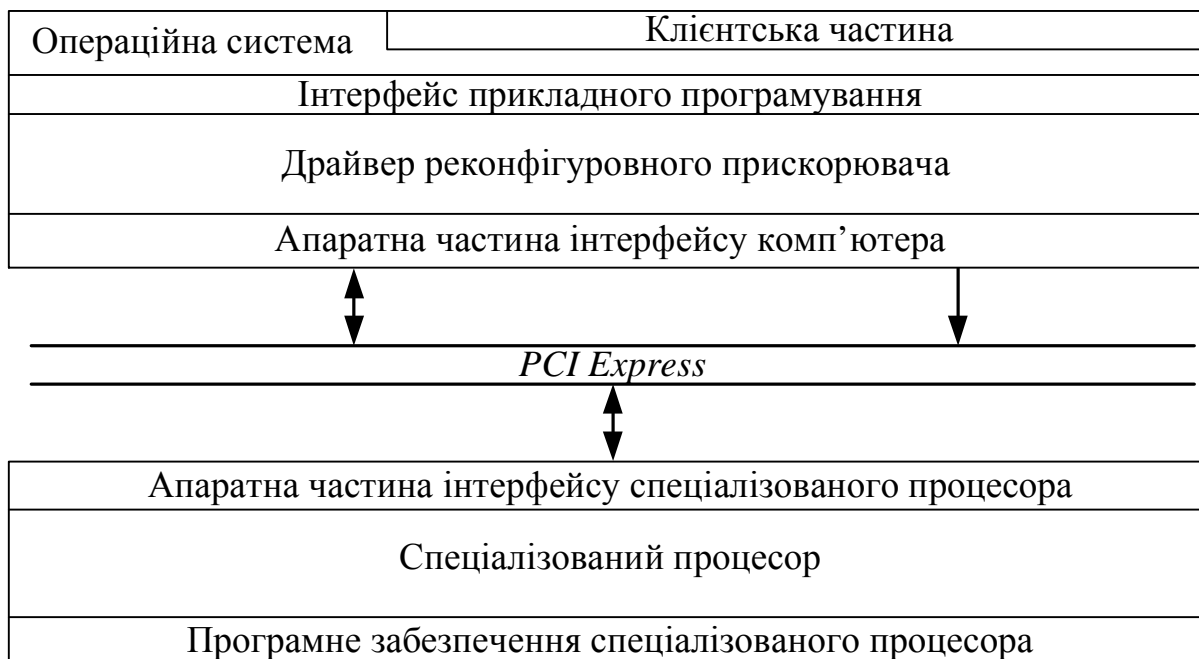 Операційна система
Клієнтська частина
Інтерфейс прикладного програмування
Драйвер реконфігуровного прискорювача
Апаратна частина інтерфейсу комп’ютера
PCI Express
Апаратна частина інтерфейсу спеціалізованого процесора
Спеціалізований процесор
Програмне забезпечення спеціалізованого процесора